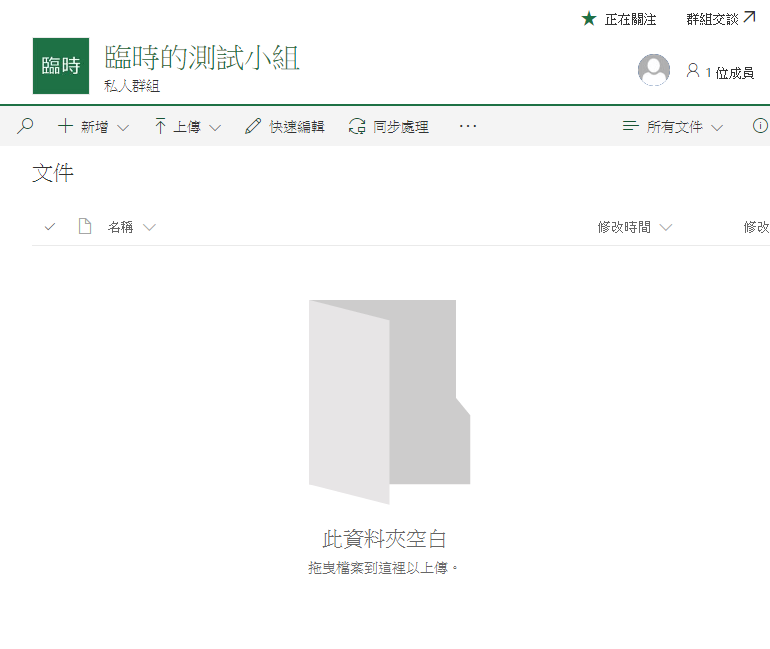 正在關注 群組交談
臨時 臨時的測試小組
私人群組
1 位成員
新增 上傳 快速編輯 同步處理 ··· 所有文件
文件
名稱 修改時間 修改
此資料夾空白
拖曳檔案到這裡以上傳。